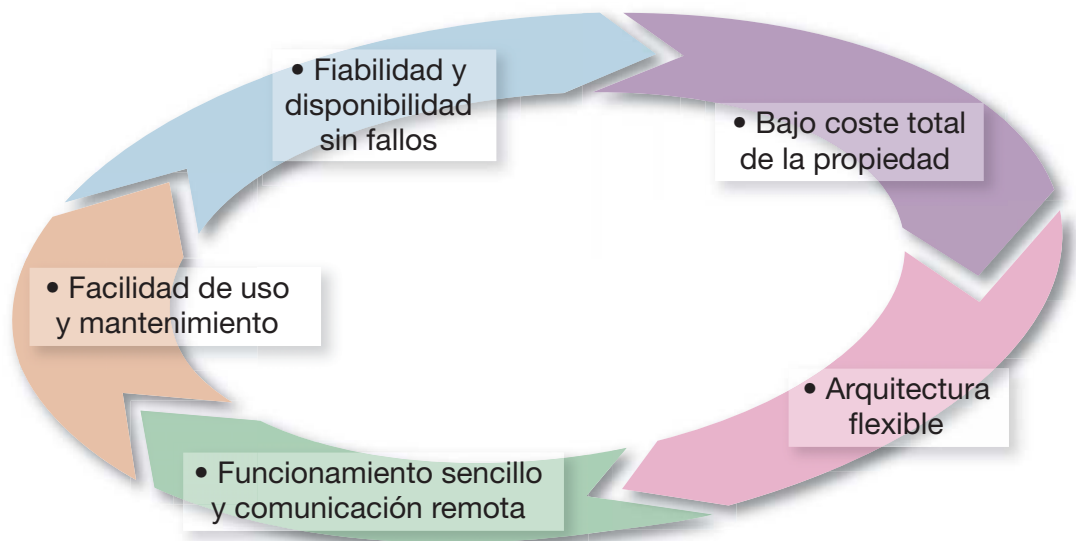 • Fiabilidad y
disponibilidad
sin fallos
• Bajo coste total
de la propiedad
• Facilidad de uso
y mantenimiento
• Arquitectura
flexible
• Funcionamiento sencillo
y comunicación remota